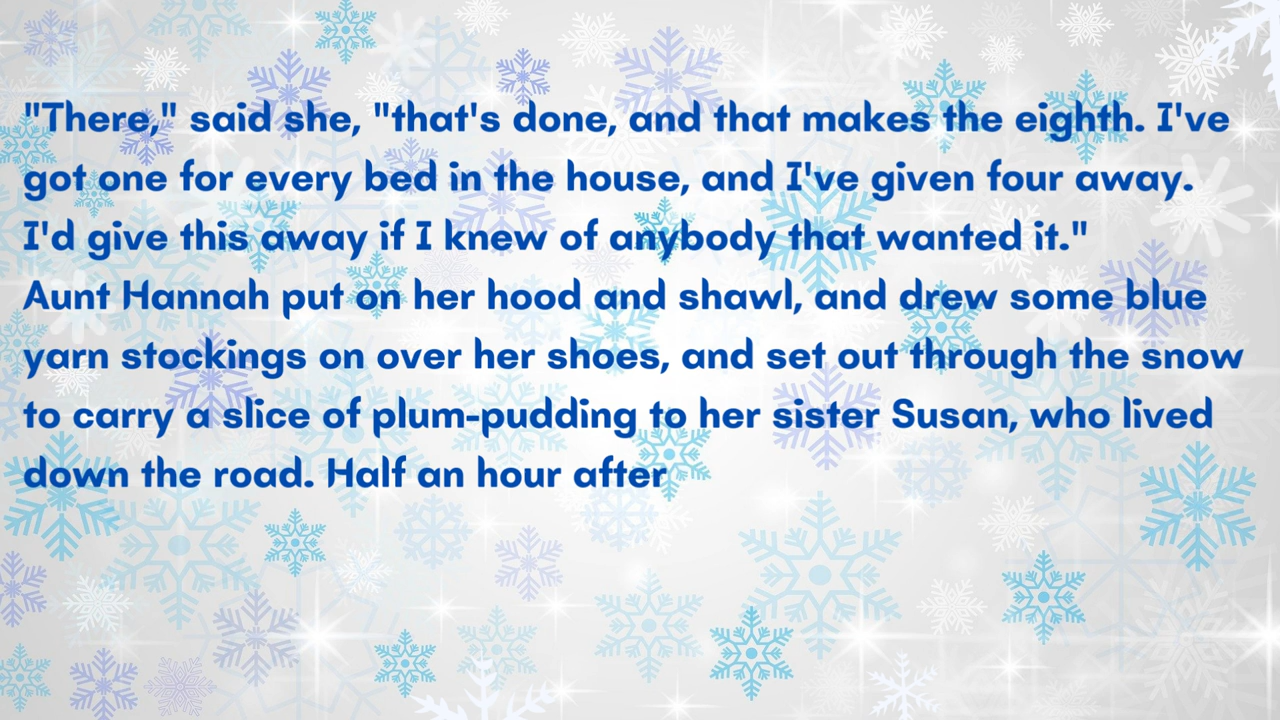 "There," said she, "that's done, and that makes the eighth. I've
got one for every bed in the house, and I've given four away.
I'd give this away if I knew of anybody that wanted it."
Aunt Hannah put on her hood and shawl, and drew some blue
yarn stockings on over her shoes, and set out through the snow
to carry a slice of plum-pudding to her sister Susan, who lived
down the road. Half an hour after